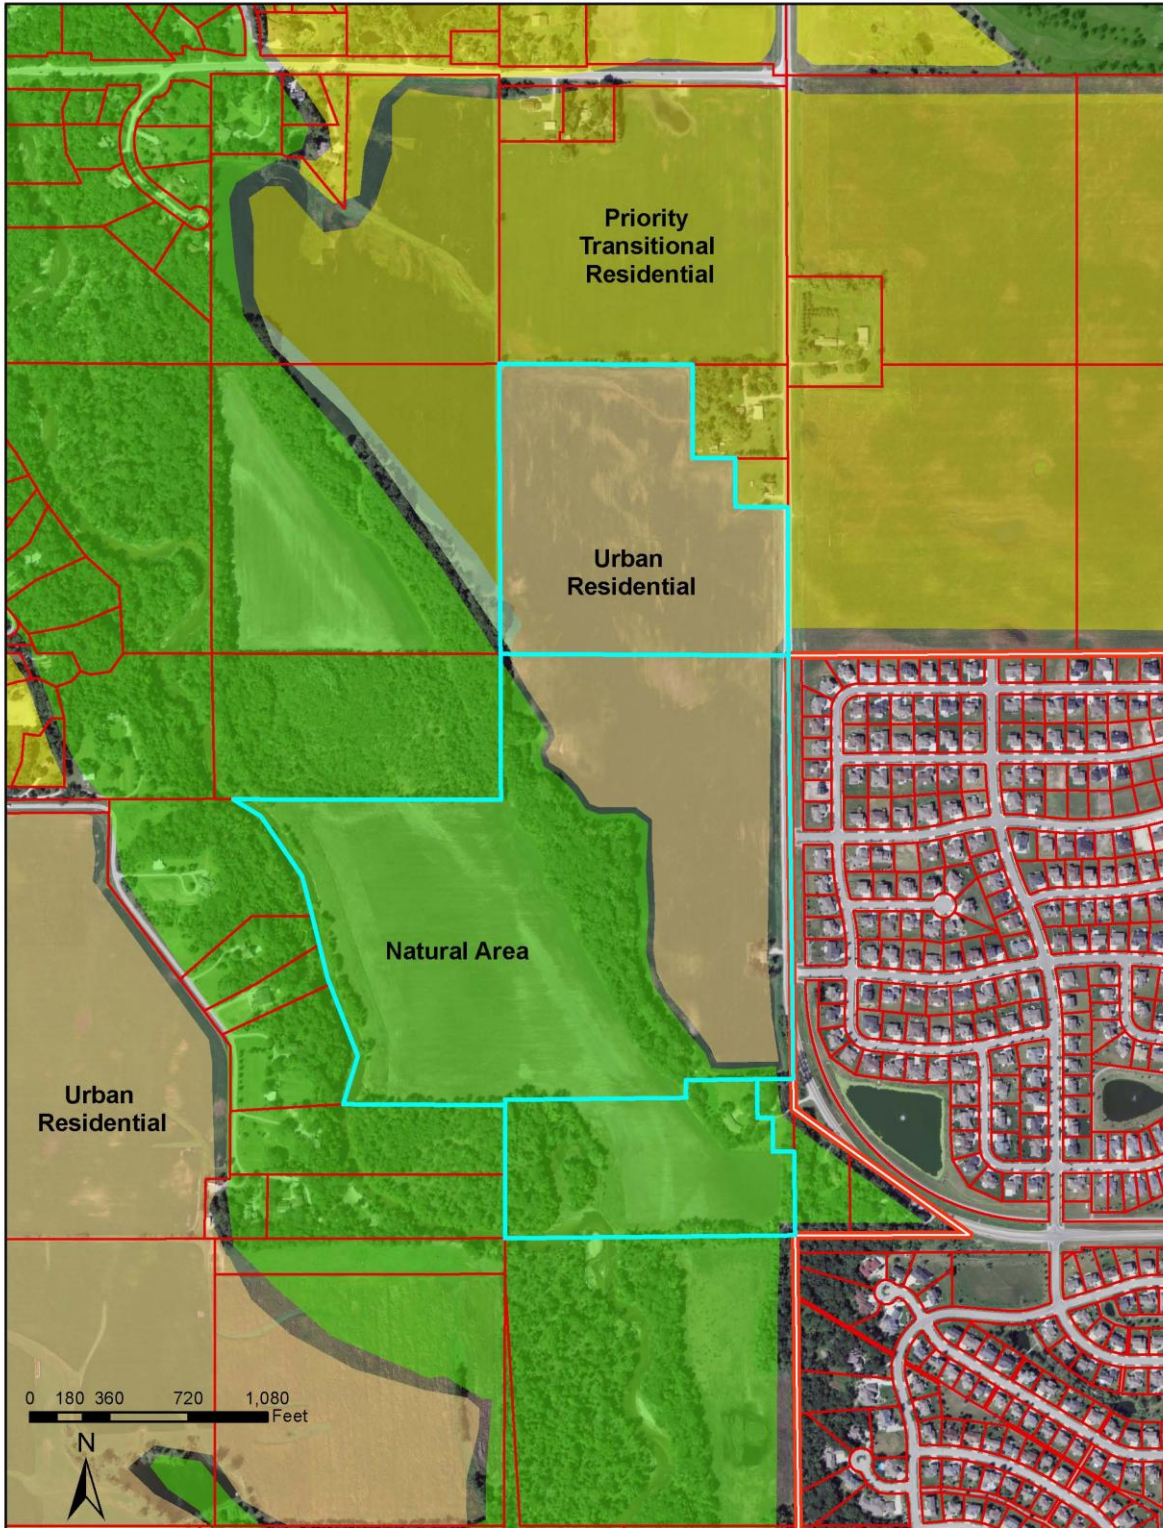 Priority
Transitional
Residential
Urban
Residential
Natural Area
Urban
Residential
0 180 360 720 1,080
Feet
N